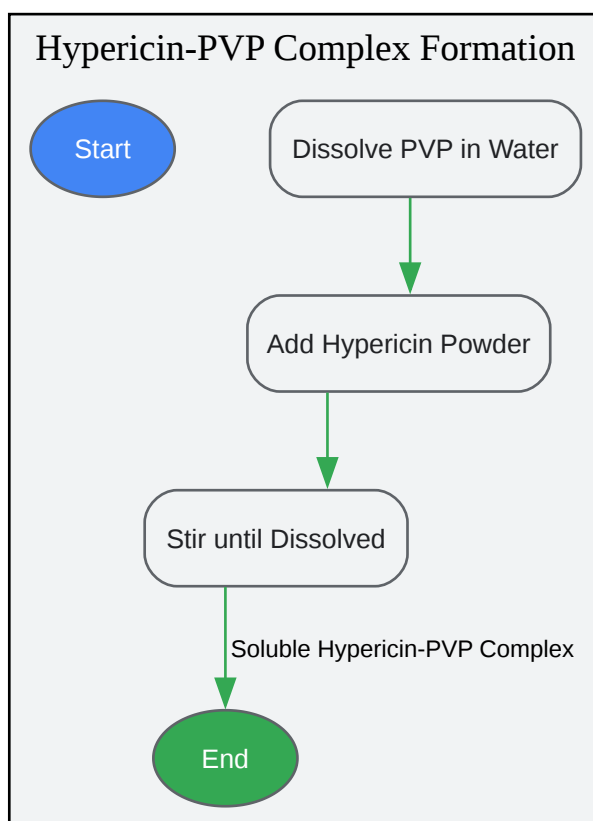 Hypericin-PVP Complex Formation
Start
Dissolve PVP in Water
Add Hypericin Powder
Stir until Dissolved
Soluble Hypericin-PVP Complex
End